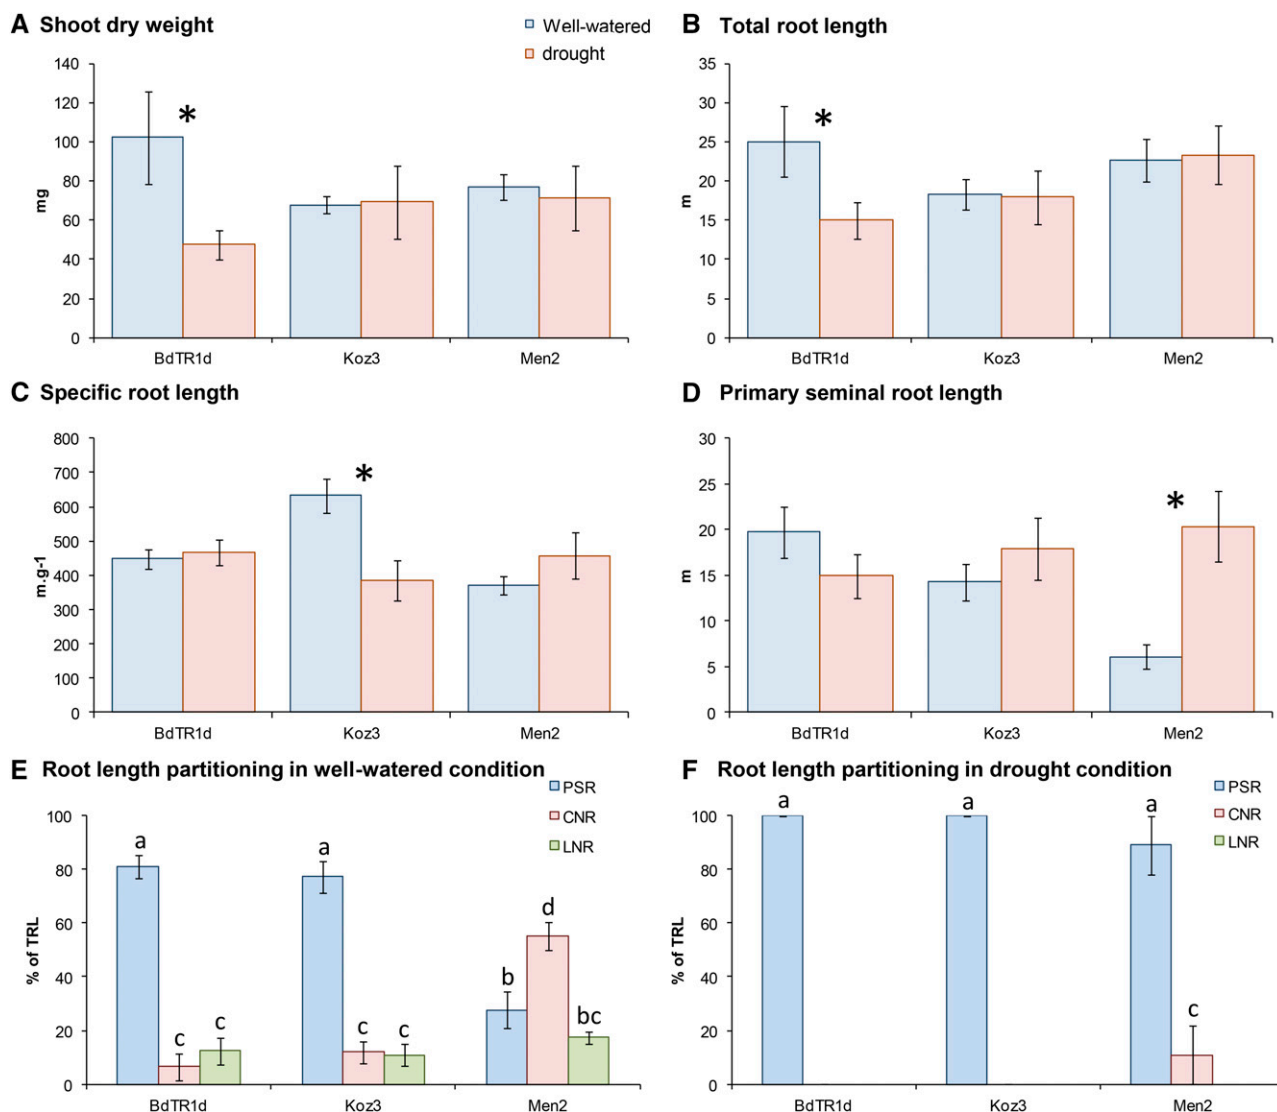 A Shoot dry weight
Well-watered
drought
mg
140
120
100
80
60
40
20
0
*
BdTR1d Koz3 Men2
B Total root length
m
35
30
25
20
15
10
5
0
*
BdTR1d Koz3 Men2
C Specific root length
m.g-1
800
700
600
500
400
300
200
100
0
*
BdTR1d Koz3 Men2
D Primary seminal root length
m
30
25
20
15
10
5
0
*
BdTR1d Koz3 Men2
E Root length partitioning in well-watered condition
PSR
CNR
LNR
% of TRL
100
80
60
40
20
0
a c c a c c b d bc
BdTR1d Koz3 Men2
F Root length partitioning in drought condition
PSR
CNR
LNR
% of TRL
100
80
60
40
20
0
a a a c
BdTR1d Koz3 Men2